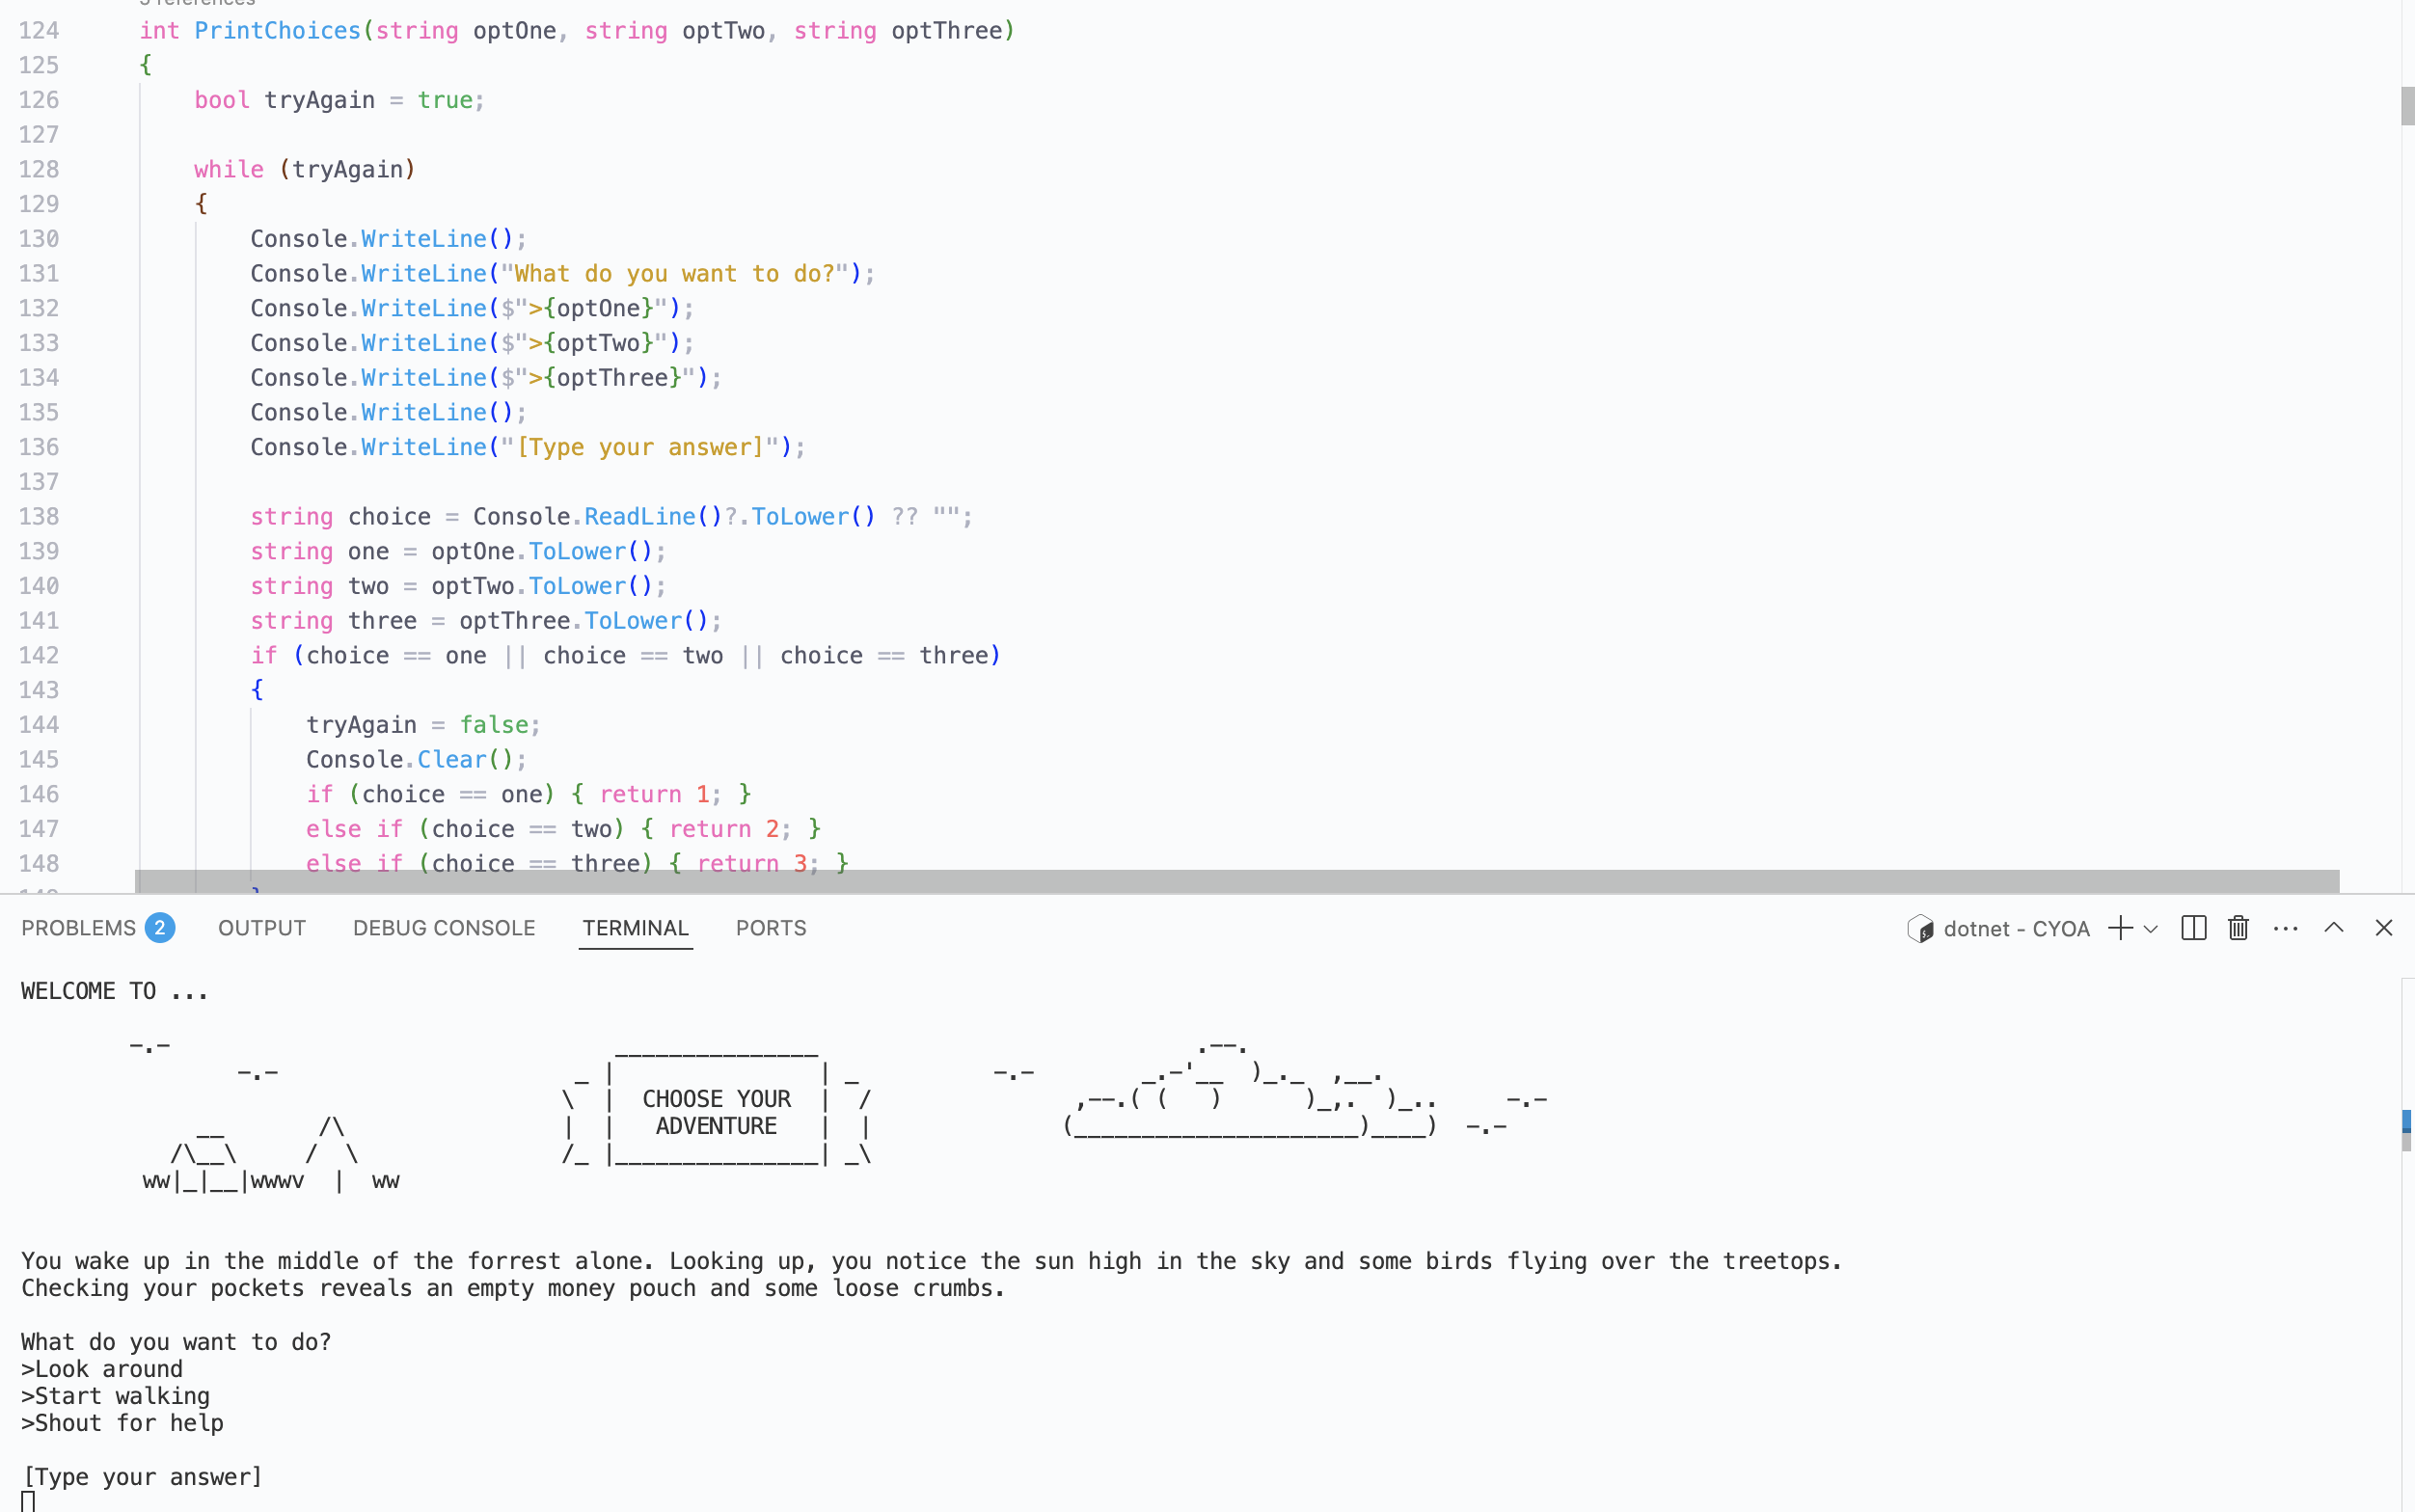 3 references
124 int PrintChoices(string optOne, string optTwo, string optThree)
125 {
126 bool tryAgain = true;
127
128 while (tryAgain)
129 {
130 Console.WriteLine();
131 Console.WriteLine("What do you want to do?");
132 Console.WriteLine($">{optOne}");
133 Console.WriteLine($">{optTwo}");
134 Console.WriteLine($">{optThree}");
135 Console.WriteLine();
136 Console.WriteLine("[Type your answer]");
137
138 string choice = Console.ReadLine()?.ToLower() ?? "";
139 string one = optOne.ToLower();
140 string two = optTwo.ToLower();
141 string three = optThree.ToLower();
142 if (choice == one || choice == two || choice == three)
143 {
144 tryAgain = false;
145 Console.Clear();
146 if (choice == one) { return 1; }
147 else if (choice == two) { return 2; }
148 else if (choice == three) { return 3; }
149 }
PROBLEMS 2 OUTPUT DEBUG CONSOLE TERMINAL PORTS dotnet - CYOA
WELCOME TO ...
CHOOSE YOUR
ADVENTURE
ww|_|__|wwwv | ww
You wake up in the middle of the forrest alone. Looking up, you notice the sun high in the sky and some birds flying over the treetops.
Checking your pockets reveals an empty money pouch and some loose crumbs.
What do you want to do?
>Look around
>Start walking
>Shout for help
[Type your answer]